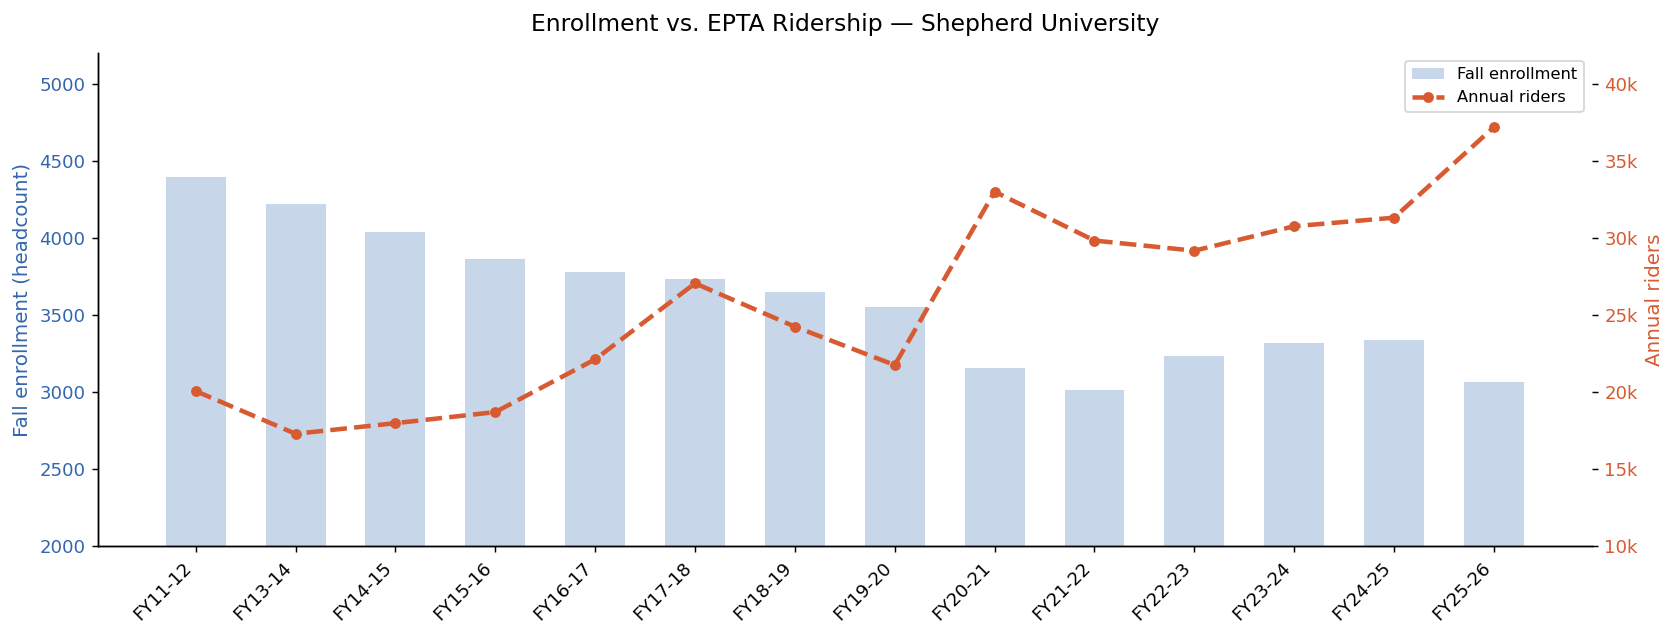 Enrollment vs. EPTA Ridership — Shepherd University
Fall enrollment
Annual riders
Fall enrollment (headcount)
5000
4500
4000
3500
3000
2500
2000
40k
35k
30k
25k
20k
15k
10k
Annual riders
FY11-12
FY13-14
FY14-15
FY15-16
FY16-17
FY17-18
FY18-19
FY19-20
FY20-21
FY21-22
FY22-23
FY23-24
FY24-25
FY25-26